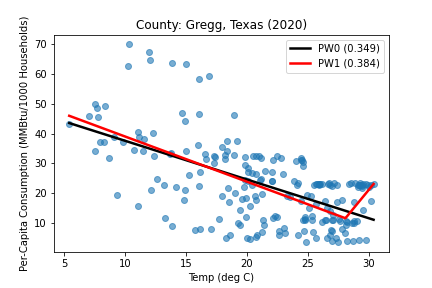 County: Gregg, Texas (2020)
PW0 (0.349)
PW1 (0.384)
Per-Capita Consumption (MMBtu/1000 Households)
70
60
50
40
30
20
10
5 10 15 20 25 30
Temp (deg C)